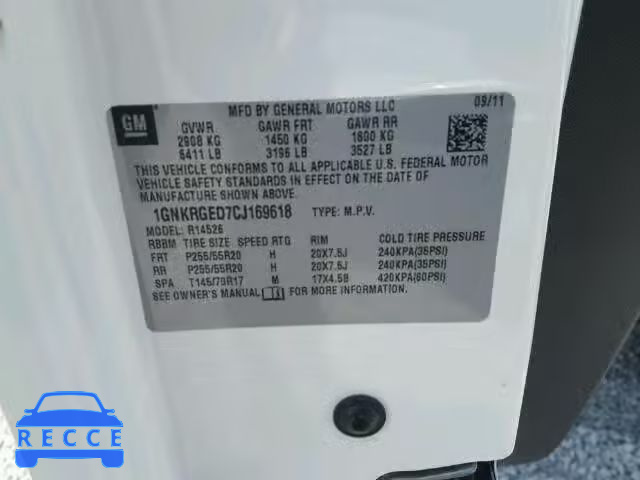 GM
MFD BY GENERAL MOTORS LLC 09/11
GVWR GAWR FRT GAWR RR
2908 KG 1450 KG 1600 KG
6411 LB 3196 LB 3527 LB
THIS VEHICLE CONFORMS TO ALL APPLICABLE U.S. FEDERAL MOTOR
VEHICLE SAFETY STANDARDS IN EFFECT ON THE DATE OF
MANUFACTURE SHOWN ABOVE.
1GNKRGED7CJ169618 TYPE: M.P.V.
MODEL: R14526
RBBM TIRE SIZE SPEED RTG RIM COLD TIRE PRESSURE
FRT P255/55R20 H 20X7.5J 240KPA(35PSI)
RR P255/55R20 H 20X7.5J 240KPA(35PSI)
SPA T145/70R17 M 17X4.5B 420KPA(60PSI)
SEE OWNER'S MANUAL FOR MORE INFORMATION.
RECCE